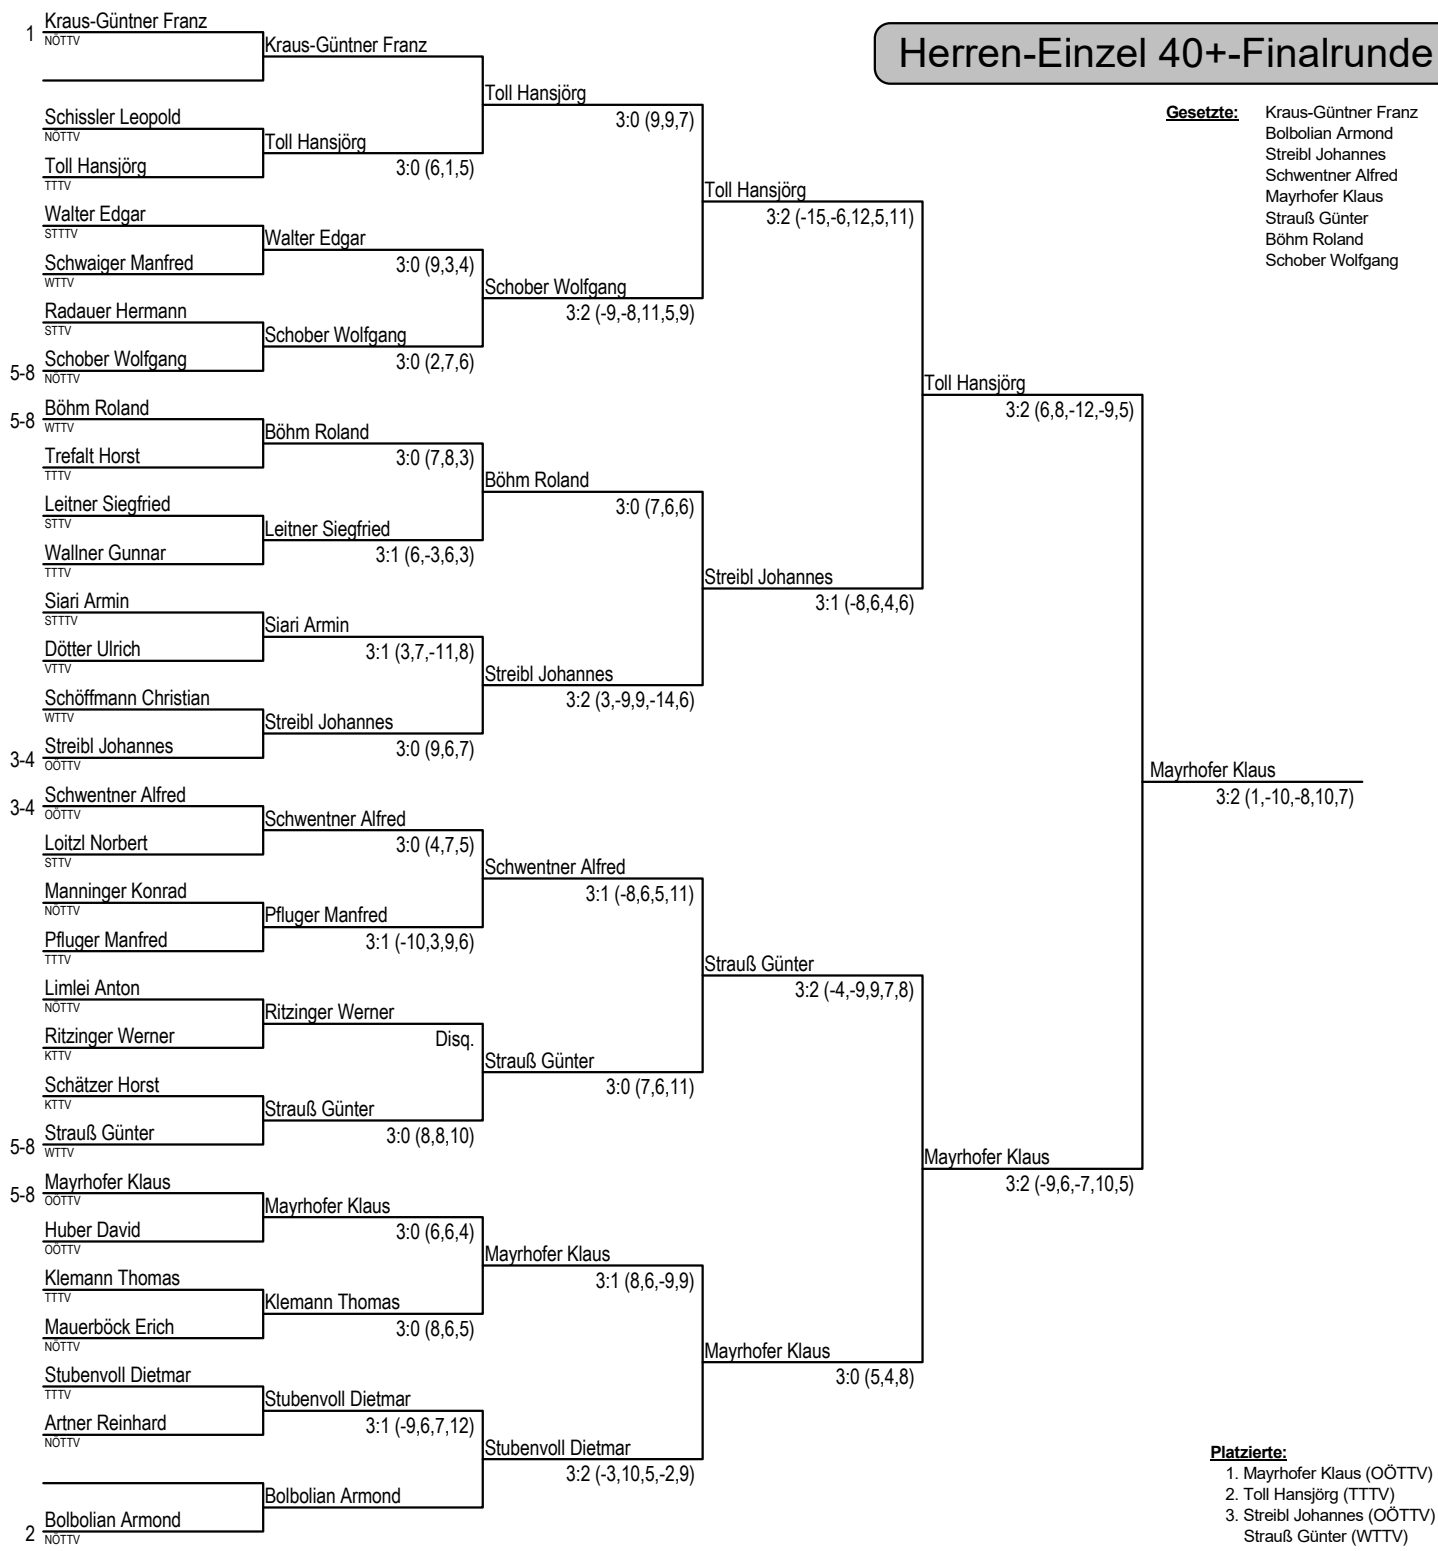 Herren-Einzel 40+-Finalrunde
Gesetzte: Kraus-Güntner Franz
Bolbolian Armond
Streibl Johannes
Schwentner Alfred
Mayrhofer Klaus
Strauß Günter
Böhm Roland
Schober Wolfgang
1 Kraus-Güntner Franz
NÖTTV
Schissler Leopold
NÖTTV
Toll Hansjörg
TTTV
Walter Edgar
STTTV
Schwaiger Manfred
WTTV
Radauer Hermann
STTV
5-8 Schober Wolfgang
NÖTTV
5-8 Böhm Roland
WTTV
Trefalt Horst
TTTV
Leitner Siegfried
STTV
Wallner Gunnar
TTTV
Siari Armin
STTTV
Dötter Ulrich
VTTV
Schöffmann Christian
WTTV
3-4 Streibl Johannes
OÖTTV
3-4 Schwentner Alfred
OÖTTV
Loitzl Norbert
STTV
Manninger Konrad
NÖTTV
Pfluger Manfred
TTTV
Limlei Anton
NÖTTV
Ritzinger Werner
KTTV
Schätzer Horst
KTTV
5-8 Strauß Günter
WTTV
5-8 Mayrhofer Klaus
OÖTTV
Huber David
OÖTTV
Klemann Thomas
TTTV
Mauerböck Erich
NÖTTV
Stubenvoll Dietmar
TTTV
Artner Reinhard
NÖTTV
2 Bolbolian Armond
NÖTTV
Kraus-Güntner Franz
Toll Hansjörg
3:0 (6,1,5)
Walter Edgar
3:0 (9,3,4)
Schober Wolfgang
3:0 (2,7,6)
Böhm Roland
3:0 (7,8,3)
Leitner Siegfried
3:1 (6,-3,6,3)
Siari Armin
3:1 (3,7,-11,8)
Streibl Johannes
3:0 (9,6,7)
Schwentner Alfred
3:0 (4,7,5)
Pfluger Manfred
3:1 (-10,3,9,6)
Ritzinger Werner
Disq.
Strauß Günter
3:0 (8,8,10)
Mayrhofer Klaus
3:0 (6,6,4)
Klemann Thomas
3:0 (8,6,5)
Stubenvoll Dietmar
3:1 (-9,6,7,12)
Bolbolian Armond
Toll Hansjörg
3:0 (9,9,7)
Schober Wolfgang
3:2 (-9,-8,11,5,9)
Böhm Roland
3:0 (7,6,6)
Streibl Johannes
3:2 (3,-9,9,-14,6)
Schwentner Alfred
3:1 (-8,6,5,11)
Strauß Günter
3:0 (7,6,11)
Mayrhofer Klaus
3:1 (8,6,-9,9)
Stubenvoll Dietmar
3:2 (-3,10,5,-2,9)
Toll Hansjörg
3:2 (-15,-6,12,5,11)
Streibl Johannes
3:1 (-8,6,4,6)
Strauß Günter
3:2 (-4,-9,9,7,8)
Mayrhofer Klaus
3:0 (5,4,8)
Toll Hansjörg
3:2 (6,8,-12,-9,5)
Mayrhofer Klaus
3:2 (-9,6,-7,10,5)
Mayrhofer Klaus
3:2 (1,-10,-8,10,7)
Platzierte:
1. Mayrhofer Klaus (OÖTTV)
2. Toll Hansjörg (TTTV)
3. Streibl Johannes (OÖTTV)
Strauß Günter (WTTV)